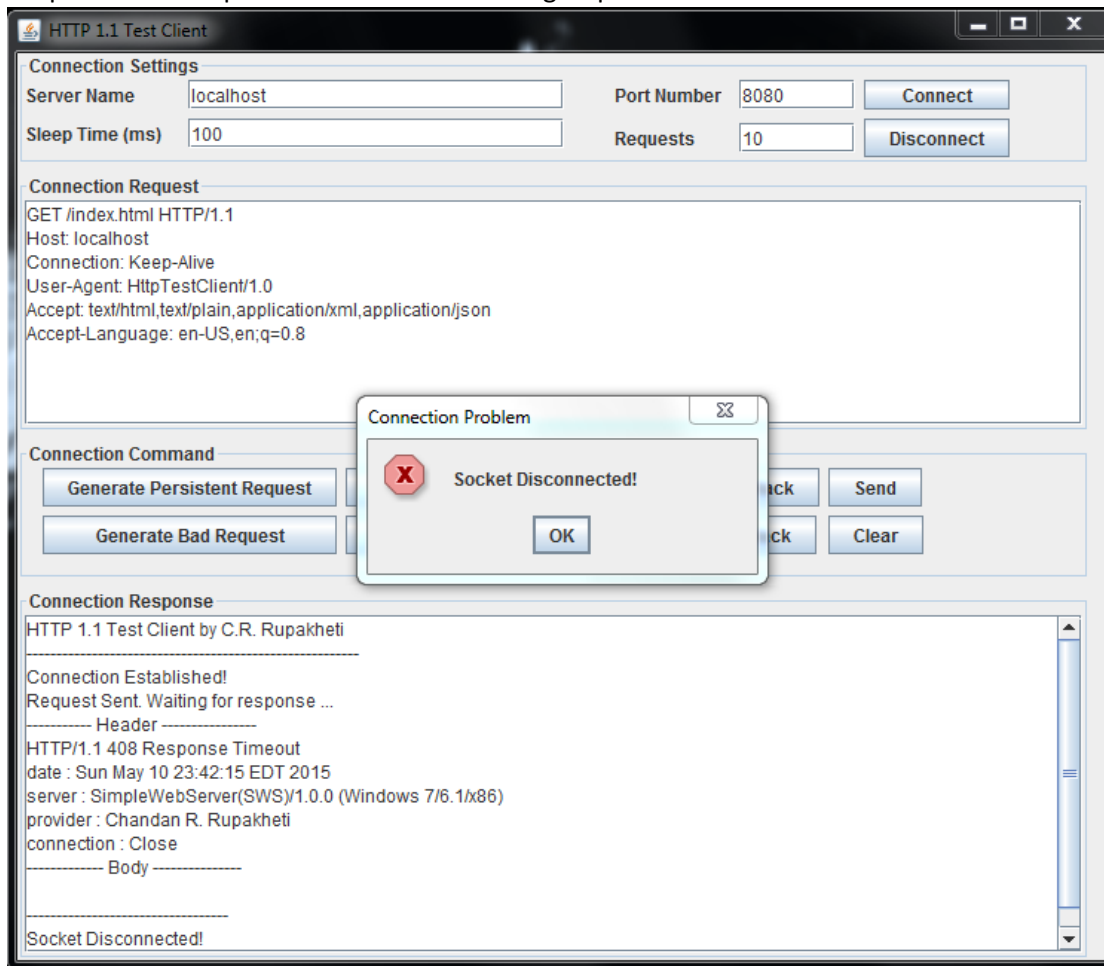 HTTP 1.1 Test Client
Connection Settings
Server Name localhost Port Number 8080 Connect
Sleep Time (ms) 100 Requests 10 Disconnect
Connection Request
GET /index.html HTTP/1.1
Host: localhost
Connection: Keep-Alive
User-Agent: HttpTestClient/1.0
Accept: text/html,text/plain,application/xml,application/json
Accept-Language: en-US,en;q=0.8
Connection Problem
Socket Disconnected!
OK
Connection Command
Generate Persistent Request ack Send
Generate Bad Request ck Clear
Connection Response
HTTP 1.1 Test Client by C.R. Rupakheti
-------------------------------------------------------
Connection Established!
Request Sent. Waiting for response ...
----------- Header ----------------
HTTP/1.1 408 Response Timeout
date : Sun May 10 23:42:15 EDT 2015
server : SimpleWebServer(SWS)/1.0.0 (Windows 7/6.1/x86)
provider : Chandan R. Rupakheti
connection : Close
------------- Body ---------------
----------------------------------
Socket Disconnected!